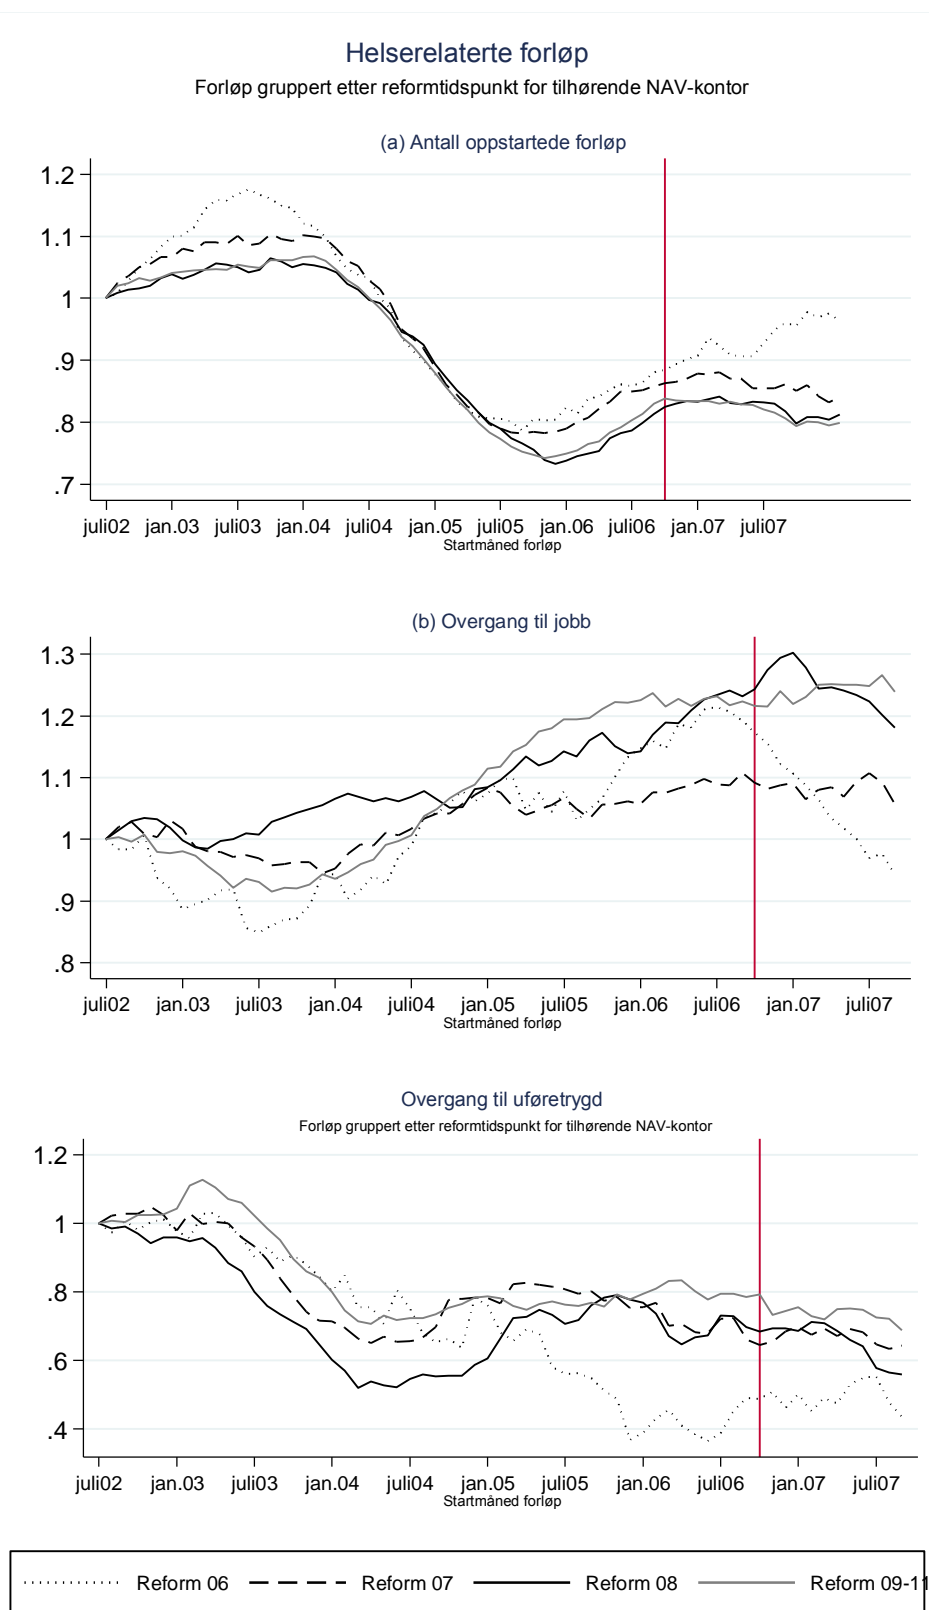 Helserelaterte forløp
Forløp gruppert etter reformtidspunkt for tilhørende NAV-kontor
(a) Antall oppstartede forløp
1.2
1.1
1
.9
.8
.7
juli02 jan.03 juli03 jan.04 juli04 jan.05 juli05 jan.06 juli06 jan.07 juli07
Startmåned forløp
(b) Overgang til jobb
1.3
1.2
1.1
1
.9
.8
juli02 jan.03 juli03 jan.04 juli04 jan.05 juli05 jan.06 juli06 jan.07 juli07
Startmåned forløp
Overgang til uføretrygd
Forløp gruppert etter reformtidspunkt for tilhørende NAV-kontor
1.2
1
.8
.6
.4
juli02 jan.03 juli03 jan.04 juli04 jan.05 juli05 jan.06 juli06 jan.07 juli07
Startmåned forløp
Reform 06 Reform 07 Reform 08 Reform 09-11